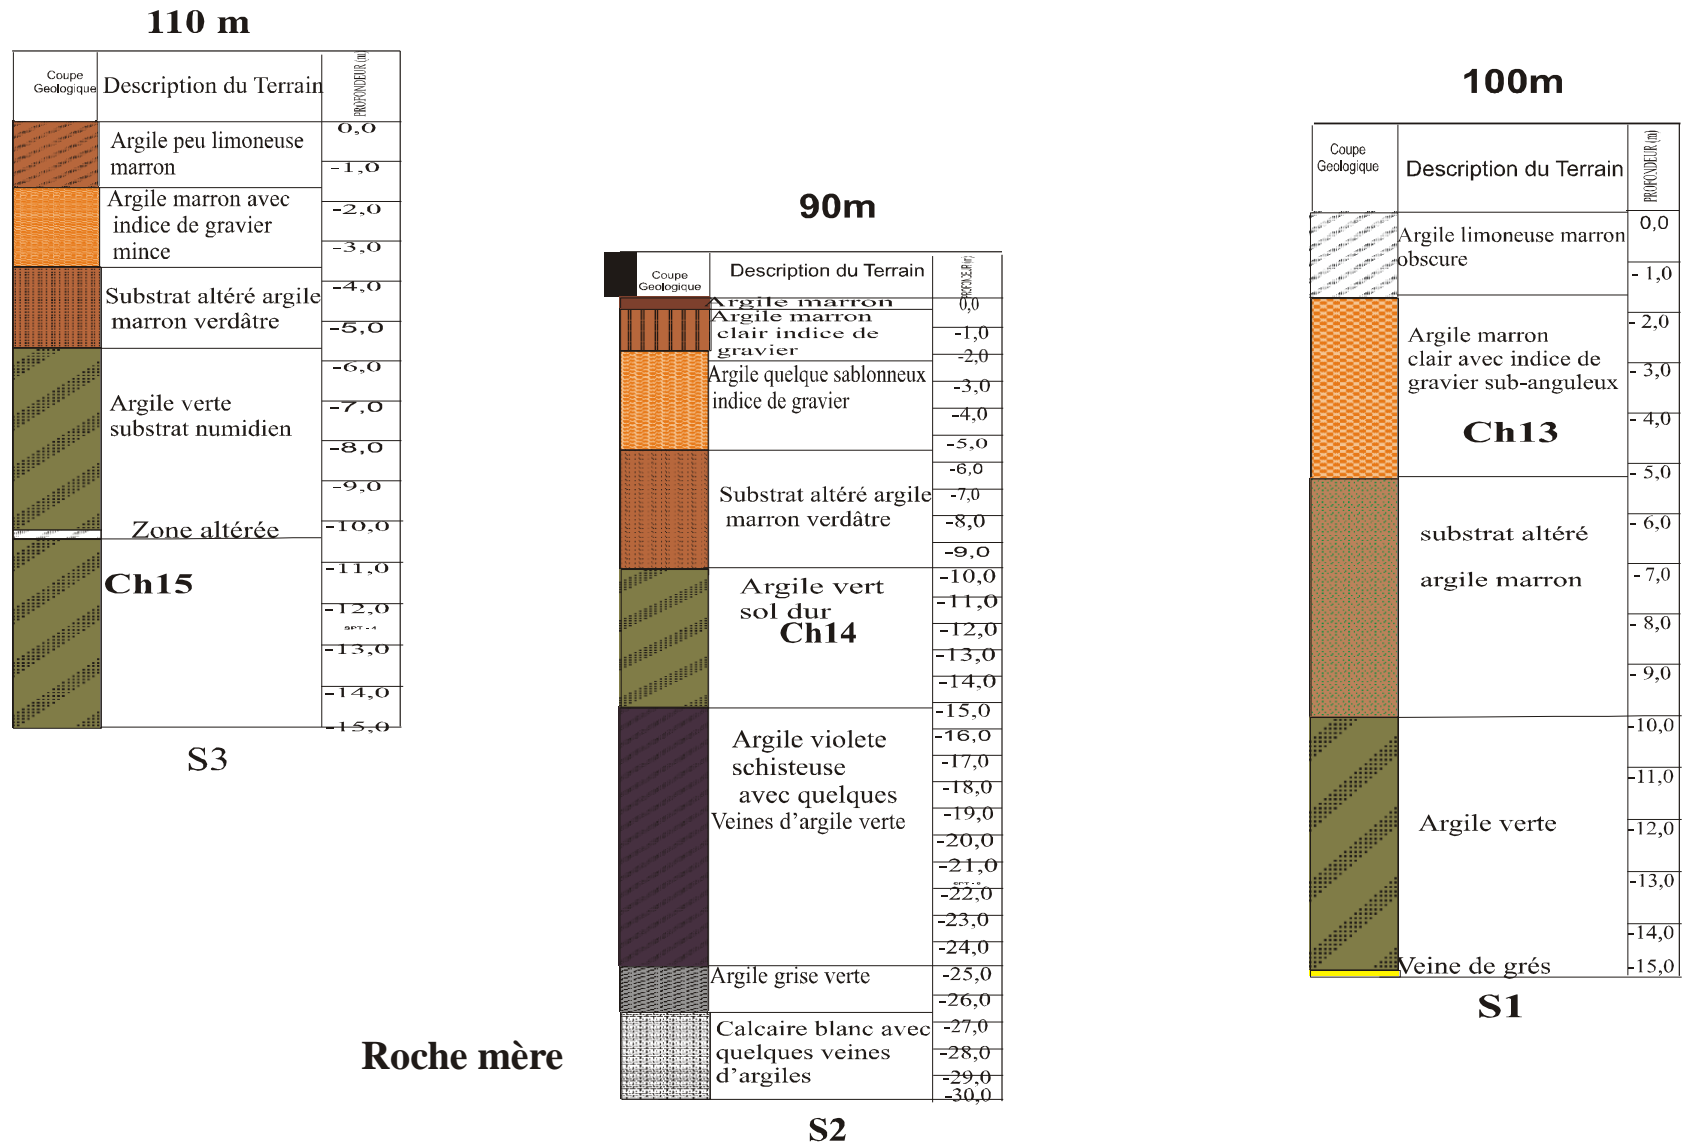 110 m
Coupe
Geologique
Description du Terrain
PROFONDEUR (m)
0,0
Argile peu limoneuse
marron
-1,0
Argile marron avec
indice de gravier
mince
-2,0
-3,0
Substrat altéré argile
marron verdâtre
-4,0
-5,0
-6,0
Argile verte
substrat numidien
-7,0
-8,0
-9,0
Zone altérée
-10,0
Ch15
-11,0
-12,0
SPT - 4
-13,0
-14,0
-15,0
S3
90m
Coupe
Geologique
Description du Terrain
PROFONDEUR (m)
Argile marron
0,0
Argile marron
clair indice de
gravier
-1,0
-2,0
Argile quelque sablonneux
indice de gravier
-3,0
-4,0
-5,0
-6,0
Substrat altéré argile
marron verdâtre
-7,0
-8,0
-9,0
Argile vert
sol dur
Ch14
-10,0
-11,0
-12,0
-13,0
-14,0
-15,0
Argile violete
schisteuse
avec quelques
Veines d'argile verte
-16,0
-17,0
-18,0
-19,0
-20,0
-21,0
-22,0
-23,0
-24,0
Argile grise verte
-25,0
-26,0
Calcaire blanc avec
quelques veines
d'argiles
-27,0
-28,0
-29,0
-30,0
Roche mère
S2
100m
Coupe
Geologique
Description du Terrain
PROFONDEUR (m)
0,0
Argile limoneuse marron
obscure
- 1,0
- 2,0
Argile marron
clair avec indice de
gravier sub-anguleux
Ch13
- 3,0
- 4,0
- 5,0
substrat altéré
argile marron
- 6,0
- 7,0
- 8,0
- 9,0
-10,0
Argile verte
-11,0
-12,0
-13,0
-14,0
Veine de grés
-15,0
S1